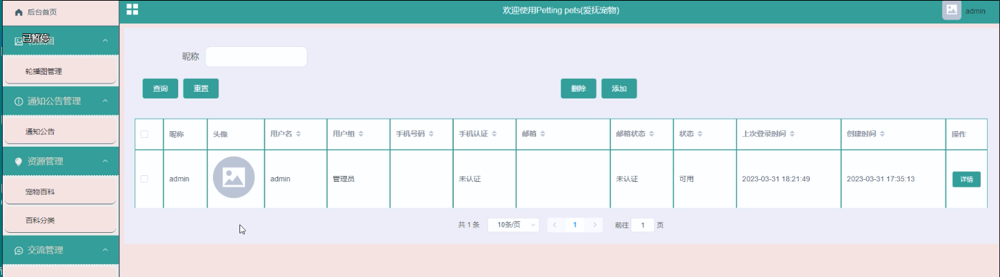 后台首页
欢迎使用Petting pets(爱抚宠物)
admin
已暂停
轮播图管理
通知公告管理
通知公告
资源管理
宠物百科
百科分类
交流管理
昵称
查询 重置 删除 添加
昵称 头像 用户名 用户组 手机号码 手机认证 邮箱 邮箱状态 状态 上次登录时间 创建时间 操作
admin admin 管理员 未认证 未认证 可用 2023-03-31 18:21:49 2023-03-31 17:35:13 详情
共 1 条 10条/页 1 前往 1 页